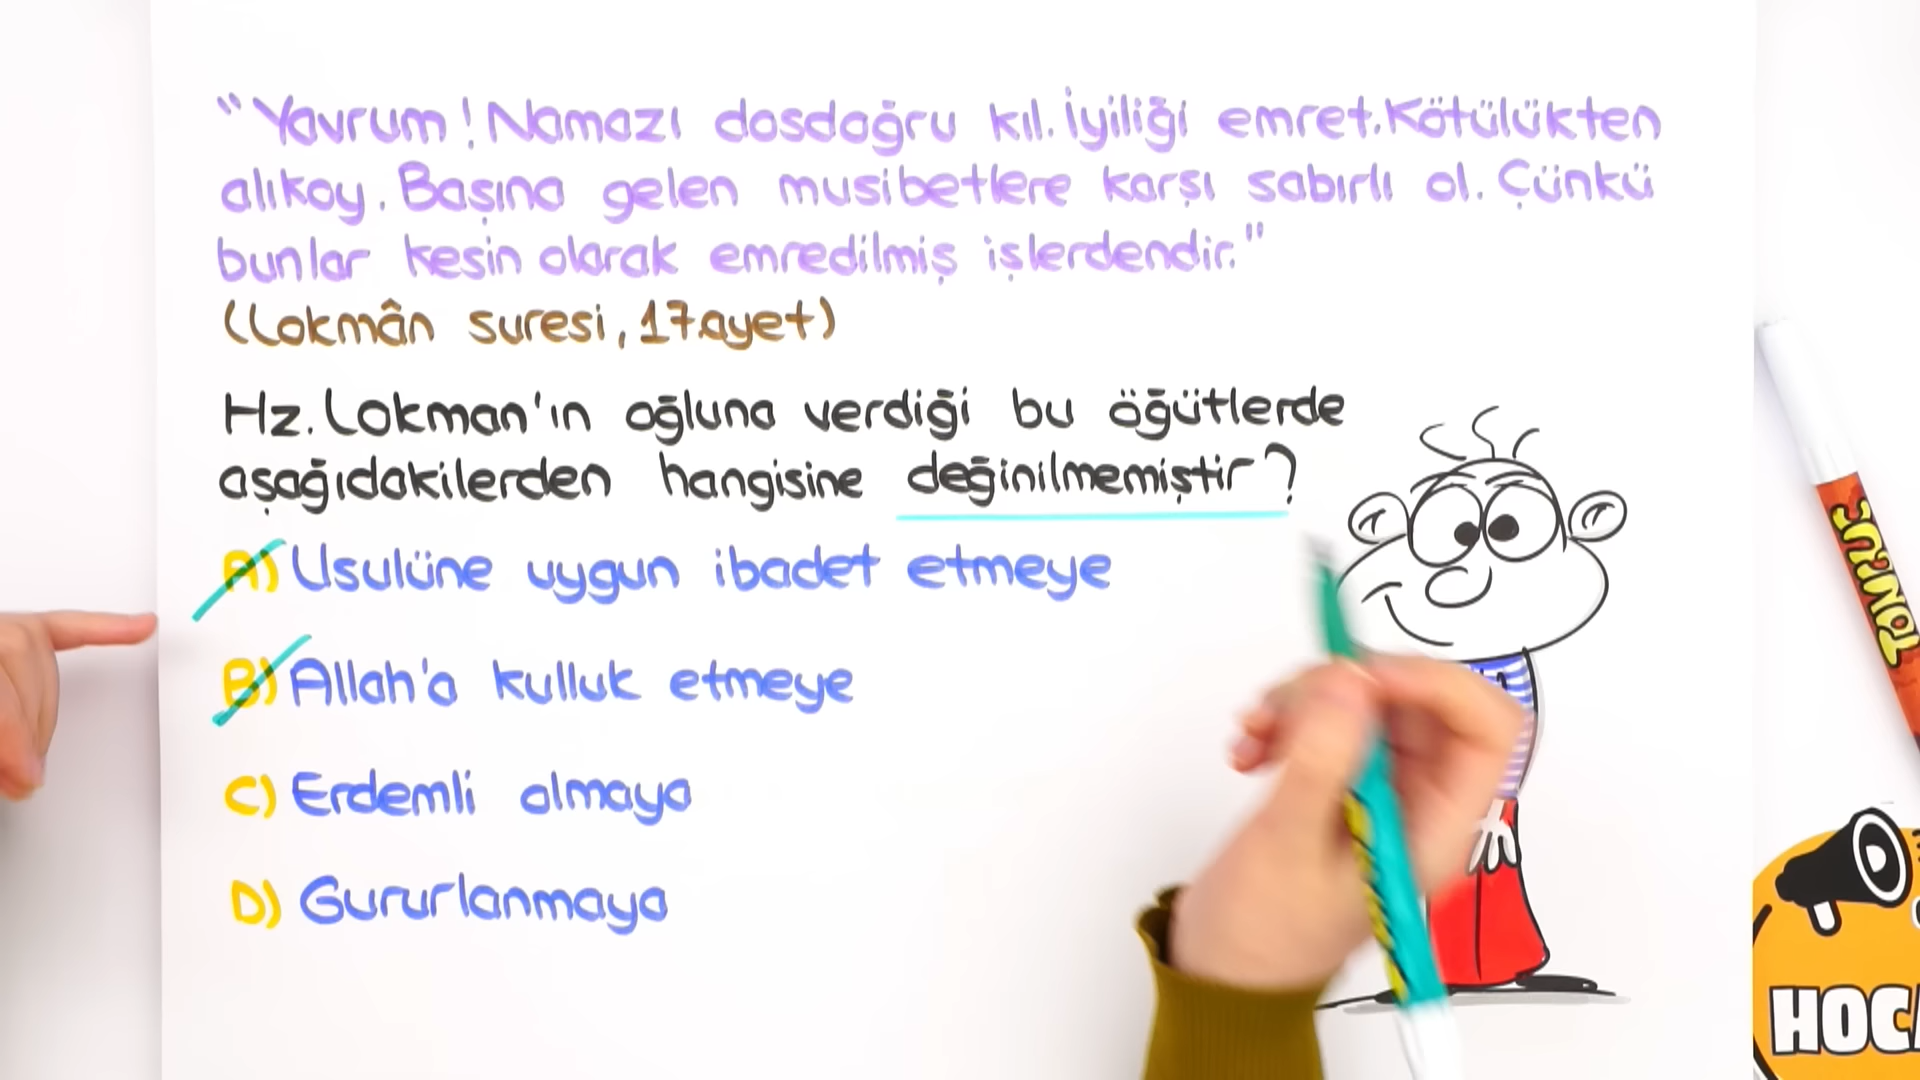 "Yavrum! Namazı dosdoğru kıl. İyiliği emret. Kötülükten
alıkoy. Başına gelen musibetlere karşı sabırlı ol. Çünkü
bunlar kesin olarak emredilmiş işlerdendir."
(Lokmân suresi, 17.ayet)
Hz. Lokman'ın oğluna verdiği bu öğütlerde
aşağıdakilerden hangisine değinilmemiştir?
A) Usulüne uygun ibadet etmeye
B) Allah'a kulluk etmeye
C) Erdemli olmaya
D) Gururlanmaya
TONGUÇ